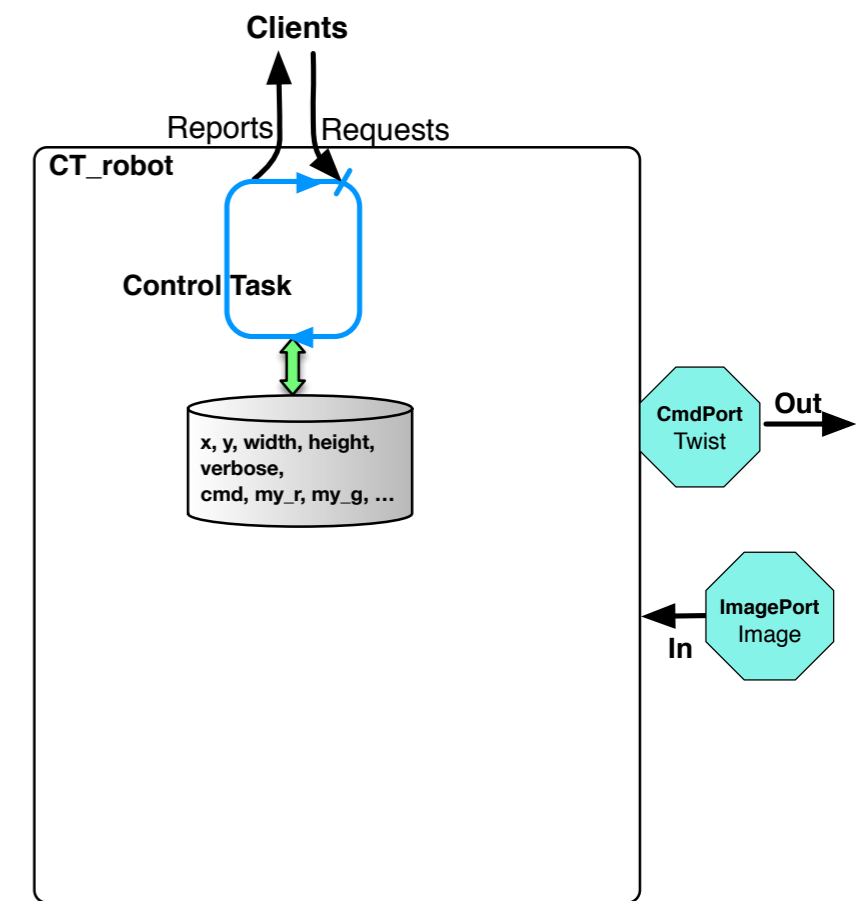 Clients
Reports
Requests
CT_robot
Control Task
x, y, width, height,
verbose,
cmd, my_r, my_g, …
CmdPort
Twist
Out
ImagePort
Image
In